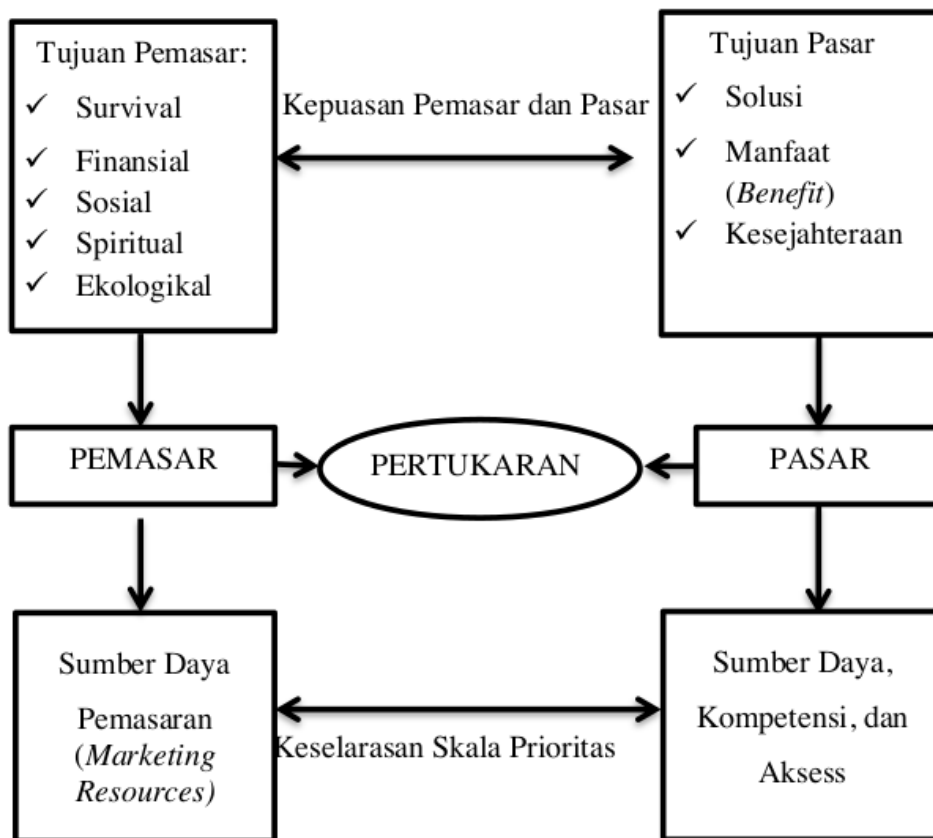 Tujuan Pemasar:
✓ Survival
✓ Finansial
✓ Sosial
✓ Spiritual
✓ Ekologikal
Kepuasan Pemasar dan Pasar
Tujuan Pasar
✓ Solusi
✓ Manfaat
(Benefit)
✓ Kesejahteraan
PEMASAR
PERTUKARAN
PASAR
Sumber Daya
Pemasaran
(Marketing
Resources)
Keselarasan Skala Prioritas
Sumber Daya,
Kompetensi, dan
Aksess